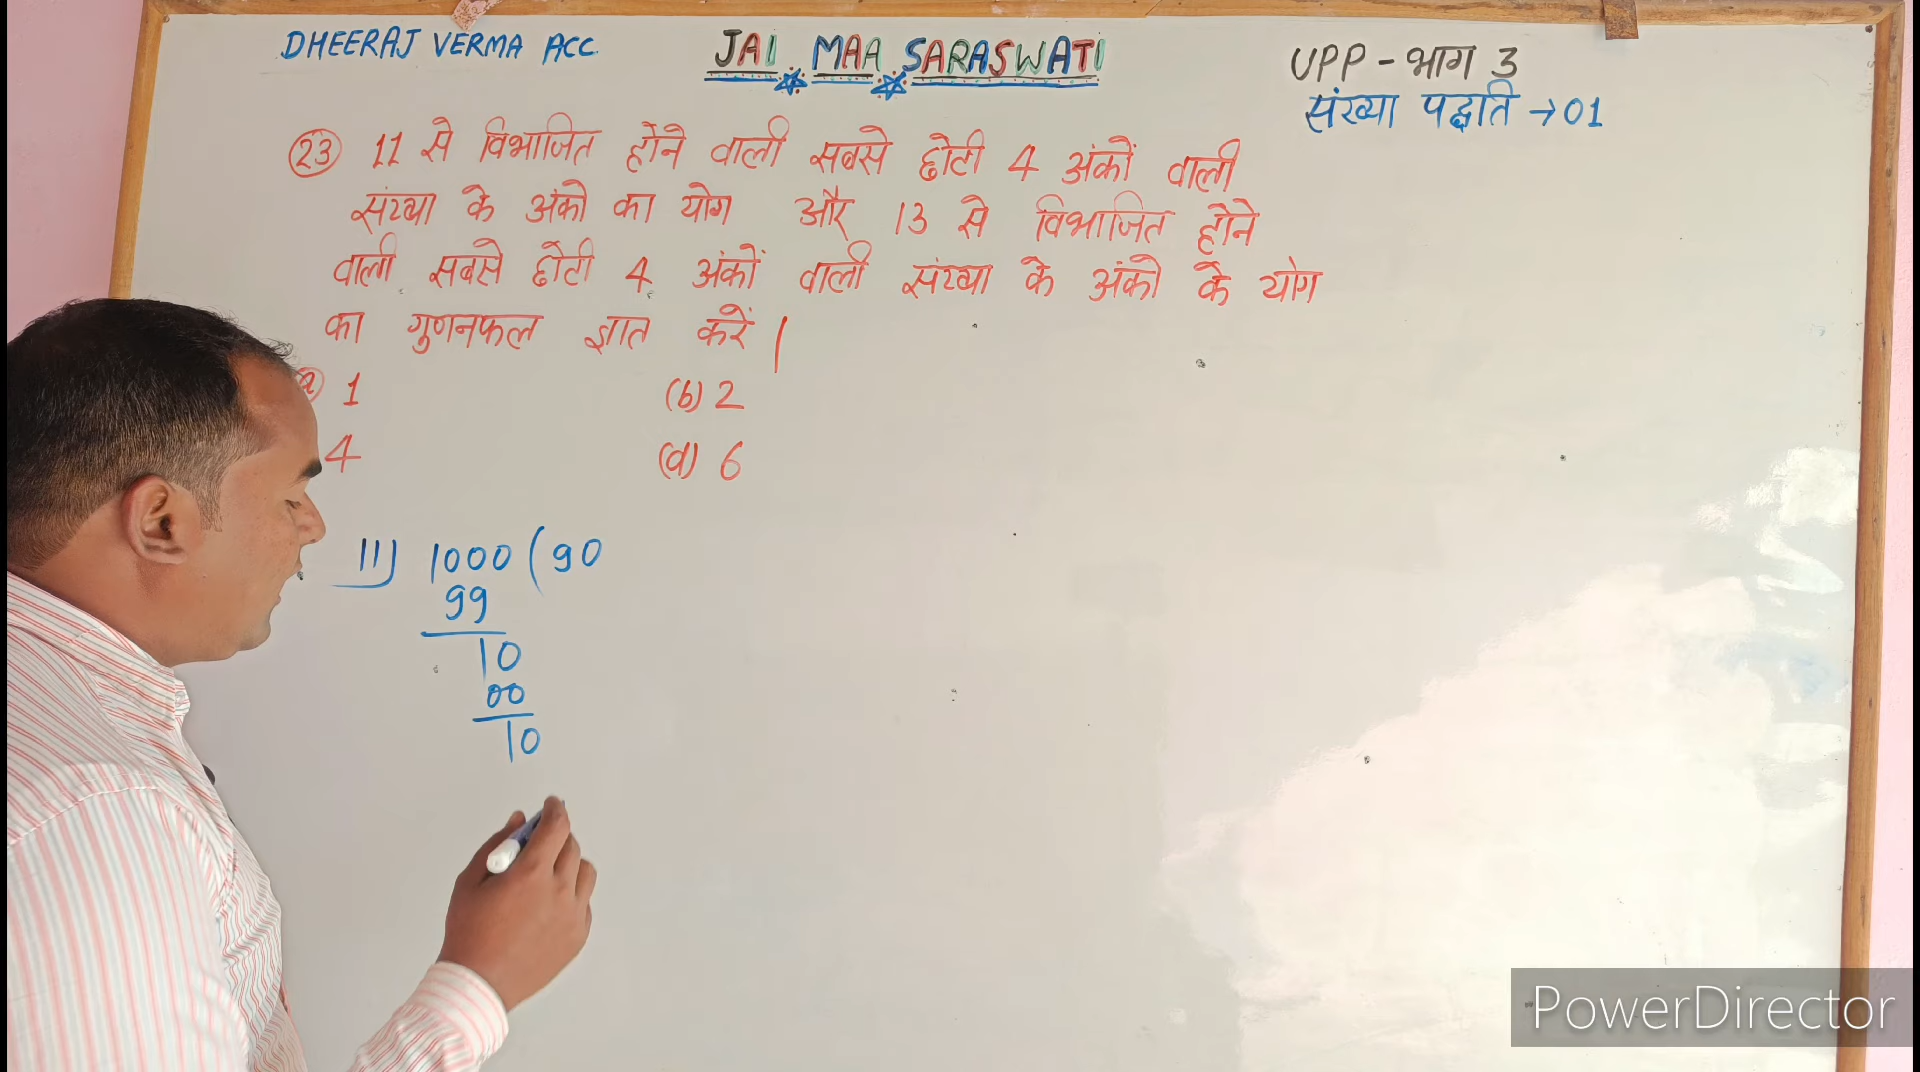 DHEERAJ VERMA ACC.
JAI MAA SARASWATI
UPP - भाग 3
संख्या पद्धति → 01
(23) 11 से विभाजित होने वाली सबसे छोटी 4 अंकों वाली
संख्या के अंको का योग और 13 से विभाजित होने
वाली सबसे छोटी 4 अंकों वाली संख्या के अंको के योग
का गुणनफल ज्ञात करें |
(a) 1 (b) 2
4 (d) 6
11) 1000 ( 90
99
10
00
10
PowerDirector